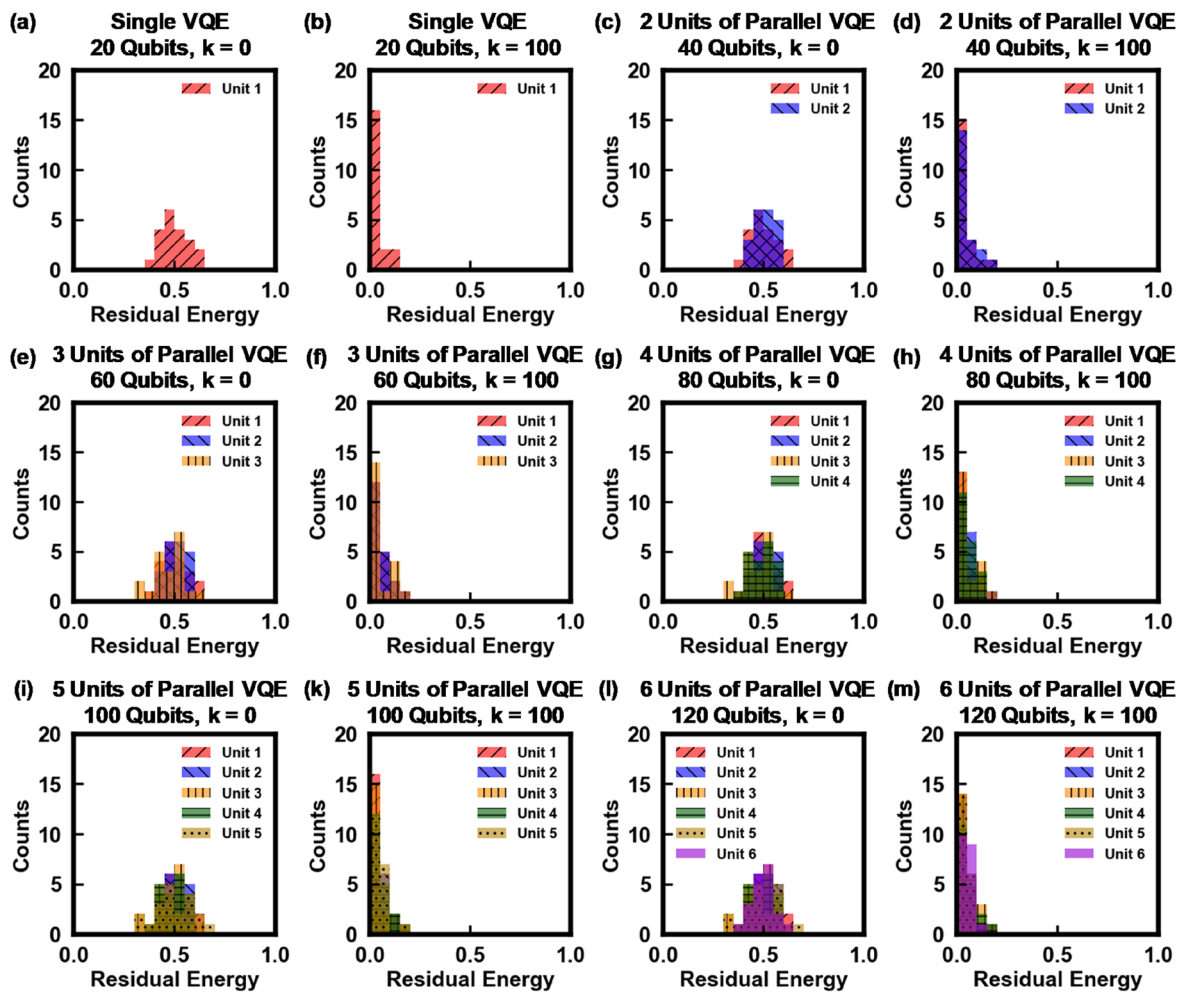 (a) Single VQE
20 Qubits, k = 0
20
15
10
5
0
Counts
Unit 1
0.0 0.5 1.0
Residual Energy
(b) Single VQE
20 Qubits, k = 100
20
15
10
5
0
Counts
Unit 1
0.0 0.5 1.0
Residual Energy
(c) 2 Units of Parallel VQE
40 Qubits, k = 0
20
15
10
5
0
Counts
Unit 1
Unit 2
0.0 0.5 1.0
Residual Energy
(d) 2 Units of Parallel VQE
40 Qubits, k = 100
20
15
10
5
0
Counts
Unit 1
Unit 2
0.0 0.5 1.0
Residual Energy
(e) 3 Units of Parallel VQE
60 Qubits, k = 0
20
15
10
5
0
Counts
Unit 1
Unit 2
Unit 3
0.0 0.5 1.0
Residual Energy
(f) 3 Units of Parallel VQE
60 Qubits, k = 100
20
15
10
5
0
Counts
Unit 1
Unit 2
Unit 3
0.0 0.5 1.0
Residual Energy
(g) 4 Units of Parallel VQE
80 Qubits, k = 0
20
15
10
5
0
Counts
Unit 1
Unit 2
Unit 3
Unit 4
0.0 0.5 1.0
Residual Energy
(h) 4 Units of Parallel VQE
80 Qubits, k = 100
20
15
10
5
0
Counts
Unit 1
Unit 2
Unit 3
Unit 4
0.0 0.5 1.0
Residual Energy
(i) 5 Units of Parallel VQE
100 Qubits, k = 0
20
15
10
5
0
Counts
Unit 1
Unit 2
Unit 3
Unit 4
Unit 5
0.0 0.5 1.0
Residual Energy
(k) 5 Units of Parallel VQE
100 Qubits, k = 100
20
15
10
5
0
Counts
Unit 1
Unit 2
Unit 3
Unit 4
Unit 5
0.0 0.5 1.0
Residual Energy
(l) 6 Units of Parallel VQE
120 Qubits, k = 0
20
15
10
5
0
Counts
Unit 1
Unit 2
Unit 3
Unit 4
Unit 5
Unit 6
0.0 0.5 1.0
Residual Energy
(m) 6 Units of Parallel VQE
120 Qubits, k = 100
20
15
10
5
0
Counts
Unit 1
Unit 2
Unit 3
Unit 4
Unit 5
Unit 6
0.0 0.5 1.0
Residual Energy